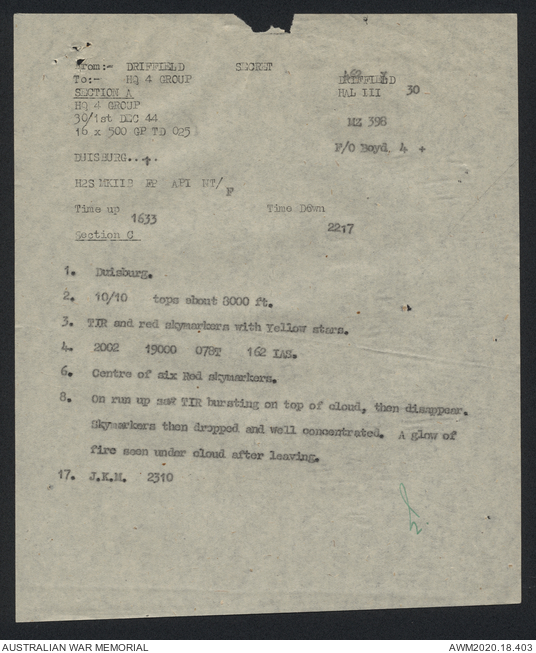 From:- DRIFFIELD SECRET
To:- HQ 4 GROUP DRIFFIELD
SECTION A HAL III 30
HQ 4 GROUP
30/1st DEC 44 MZ 398
16 x 500 GP TD 025
F/O Boyd, 4 +
DUISBURG..
H2S MKIIB FP API NT/F
Time up 1633 Time Down 2217
Section C
1. Duisburg.
2. 10/10 tops about 8000 ft.
3. TIR and red skymarkers with Yellow stars.
4. 2002 19000 078T 162 IAS.
6. Centre of six Red skymarkers.
8. On run up saw TIR bursting on top of cloud, then disappear.
Skymarkers then dropped and well concentrated. A glow of
fire seen under cloud after leaving.
17. J.K.M. 2310
AUSTRALIAN WAR MEMORIAL AWM2020.18.403